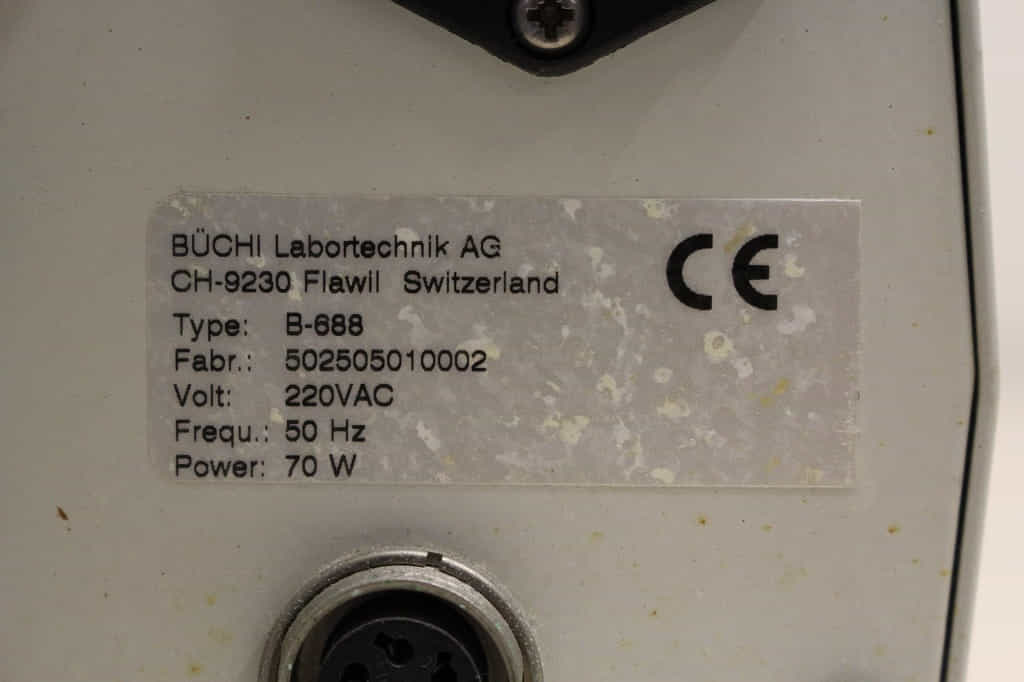 BÜCHI Labortechnik AG
CH-9230 Flawil Switzerland
CE
Type: B-688
Fabr.: 502505010002
Volt: 220VAC
Frequ.: 50 Hz
Power: 70 W